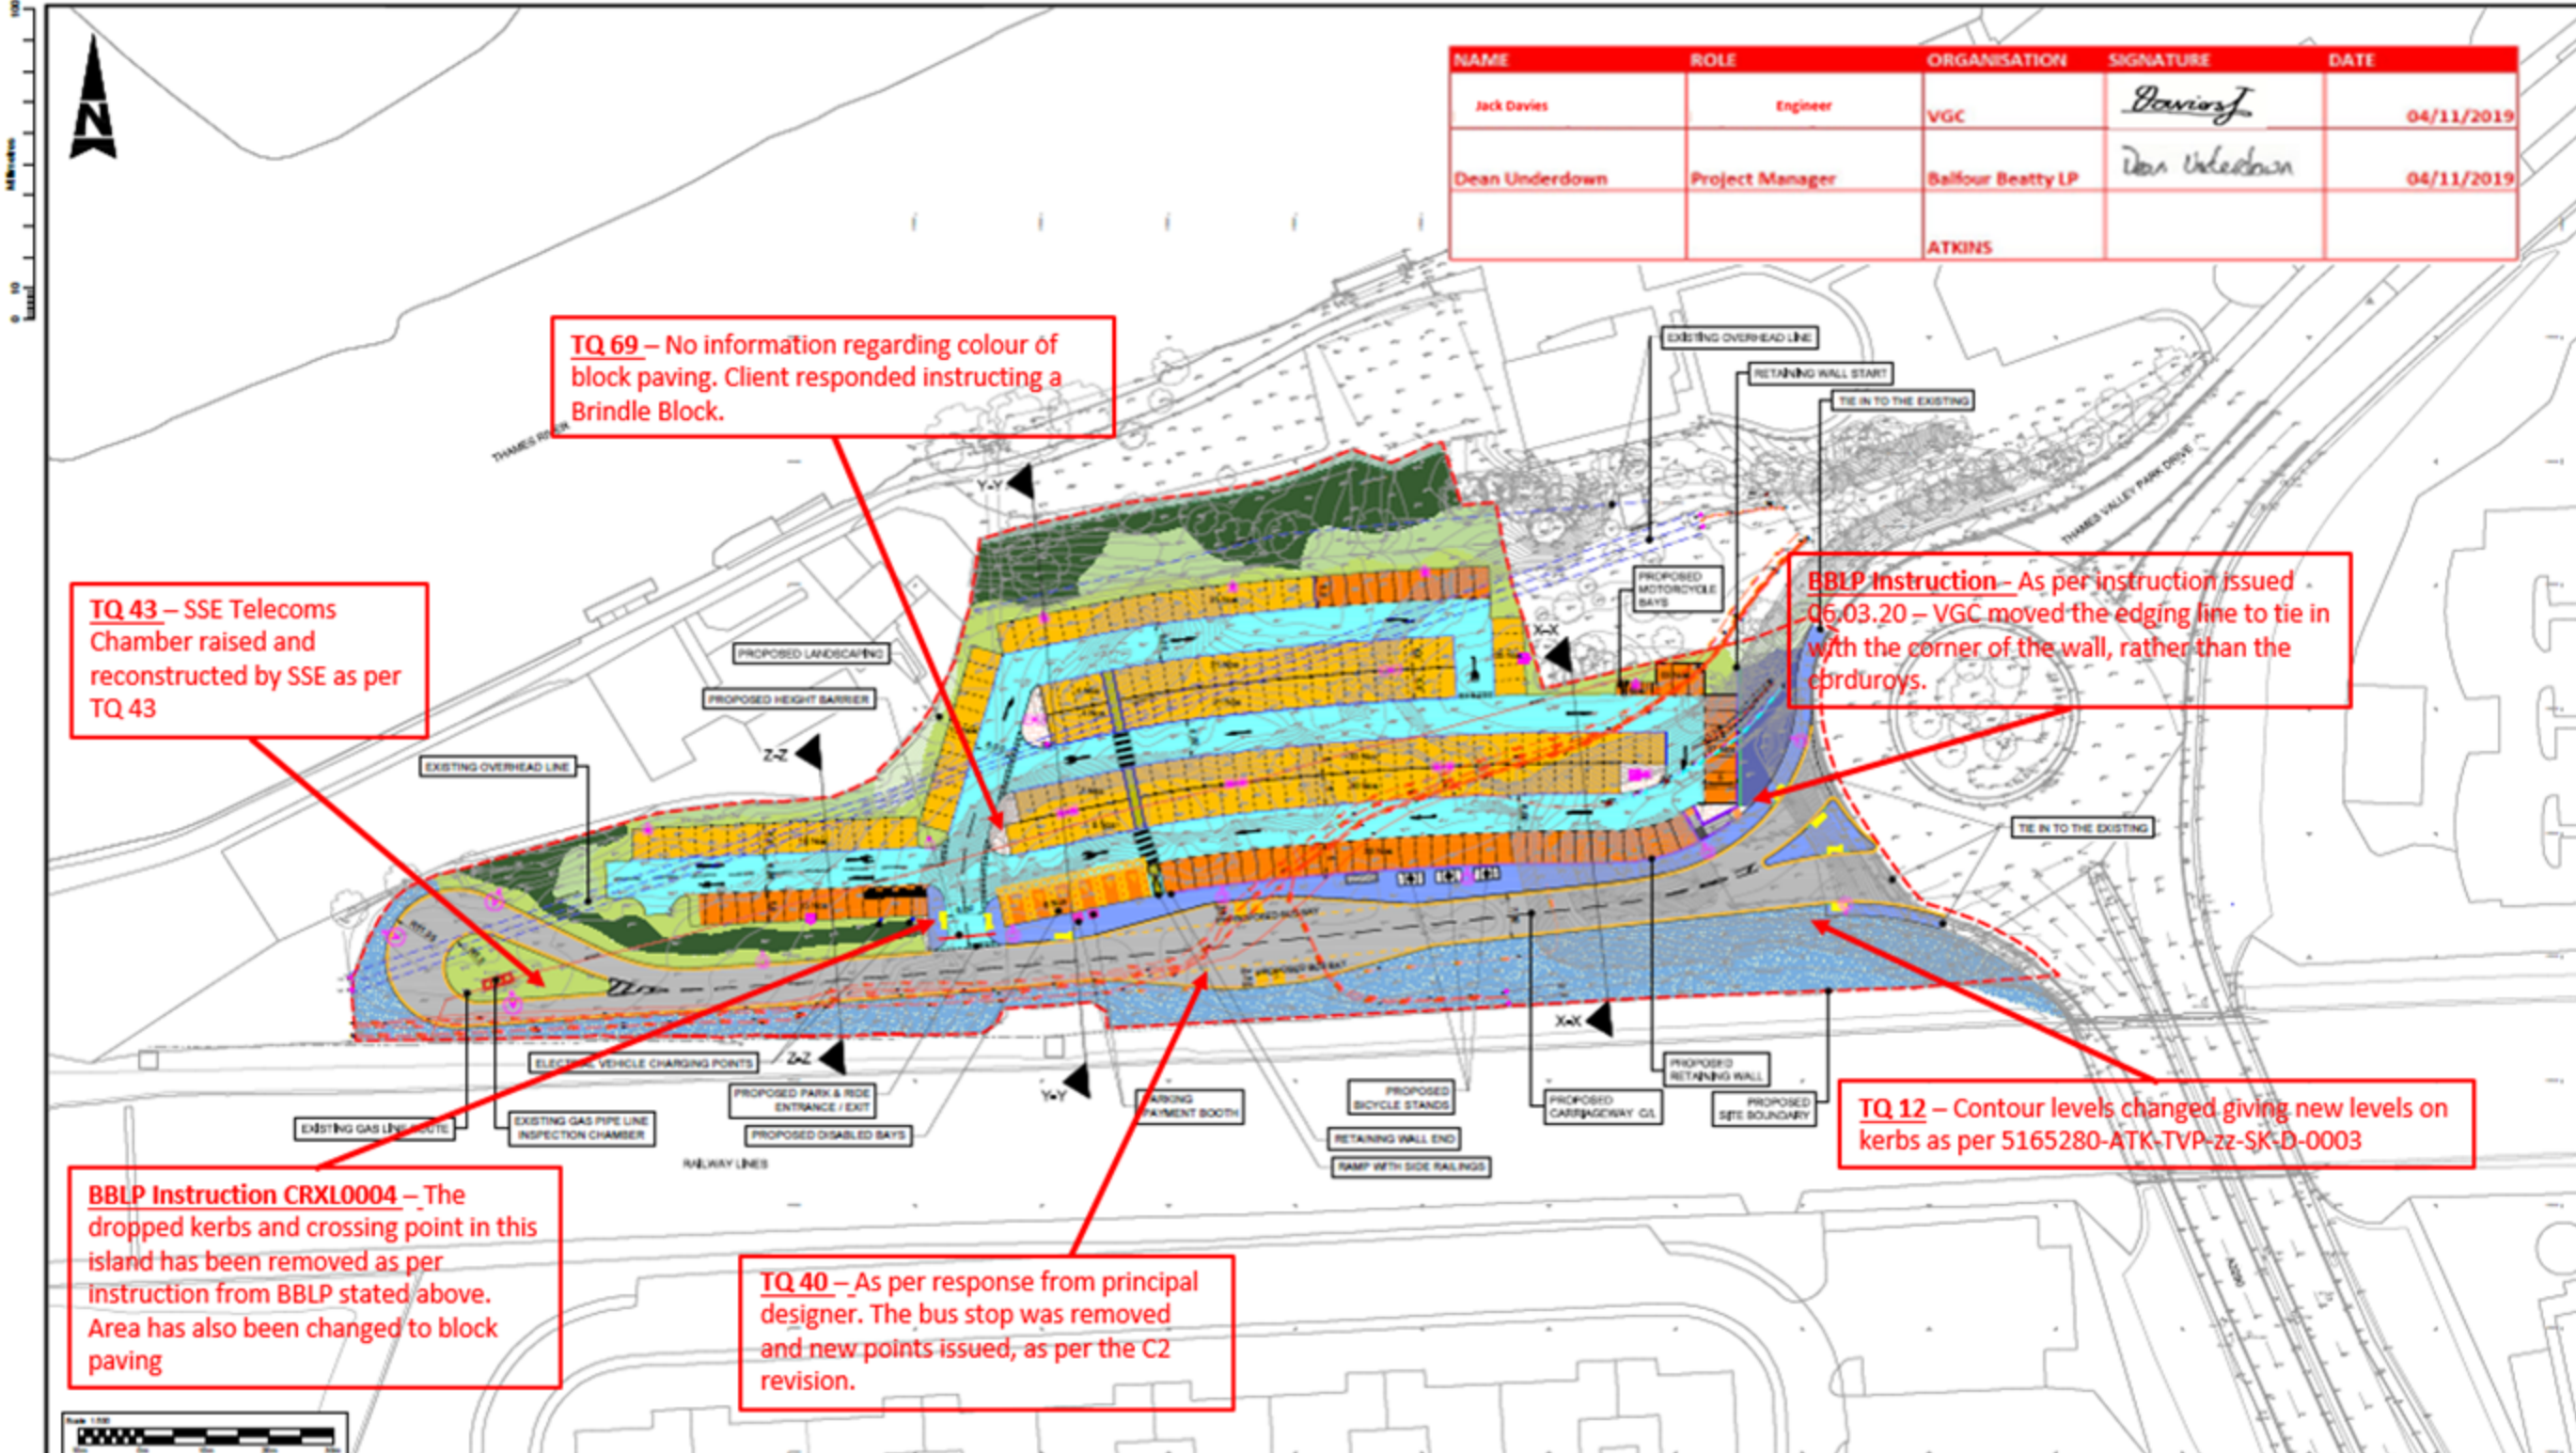 N
NAME ROLE ORGANISATION SIGNATURE DATE
Jack Davies Engineer VGC Davies J 04/11/2019
Dean Underdown Project Manager Balfour Beatty LP Dean Underdown 04/11/2019
ATKINS
TQ 69 – No information regarding colour of
block paving. Client responded instructing a
Brindle Block.
THAMES RIVER
EXISTING OVERHEAD LINE
RETAINING WALL START
TIE IN TO THE EXISTING
THAMES VALLEY PARK DRIVE
Y-Y
TQ 43 – SSE Telecoms
Chamber raised and
reconstructed by SSE as per
TQ 43
PROPOSED
MOTORCYCLE
BAYS
BBLP Instruction – As per instruction issued
06.03.20 – VGC moved the edging line to tie in
with the corner of the wall, rather than the
corduroys.
X-X
PROPOSED LANDSCAPING
PROPOSED HEIGHT BARRIER
Z-Z
EXISTING OVERHEAD LINE
TIE IN TO THE EXISTING
X-X
ELECTRICAL VEHICLE CHARGING POINTS
Z-Z
PROPOSED PARK & RIDE
ENTRANCE / EXIT
PROPOSED DISABLED BAYS
Y-Y
PARKING
PAYMENT BOOTH
PROPOSED
BICYCLE STANDS
RETAINING WALL END
RAMP WITH SIDE RAILINGS
PROPOSED
CARRIAGEWAY C/L
PROPOSED
RETAINING WALL
PROPOSED
SITE BOUNDARY
EXISTING GAS LINE ROUTE
EXISTING GAS PIPE LINE
INSPECTION CHAMBER
RAILWAY LINES
TQ 12 – Contour levels changed giving new levels on
kerbs as per 5165280-ATK-TVP-zz-SK-D-0003
BBLP Instruction CRXL0004 – The
dropped kerbs and crossing point in this
island has been removed as per
instruction from BBLP stated above.
Area has also been changed to block
paving
TQ 40 – As per response from principal
designer. The bus stop was removed
and new points issued, as per the C2
revision.
A3290
Scale 1:500